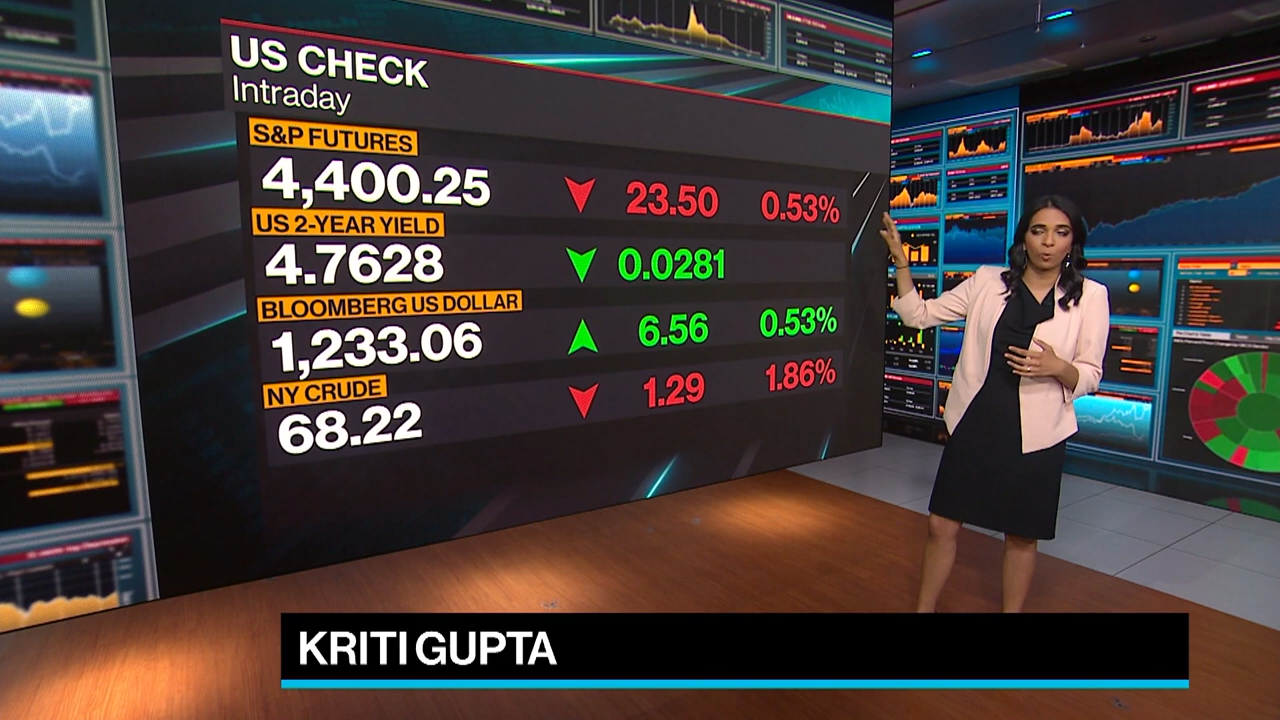 US CHECK
Intraday
S&P FUTURES
4,400.25 23.50 0.53%
US 2-YEAR YIELD
4.7628 0.0281
BLOOMBERG US DOLLAR
1,233.06 6.56 0.53%
NY CRUDE
68.22 1.29 1.86%
KRITI GUPTA